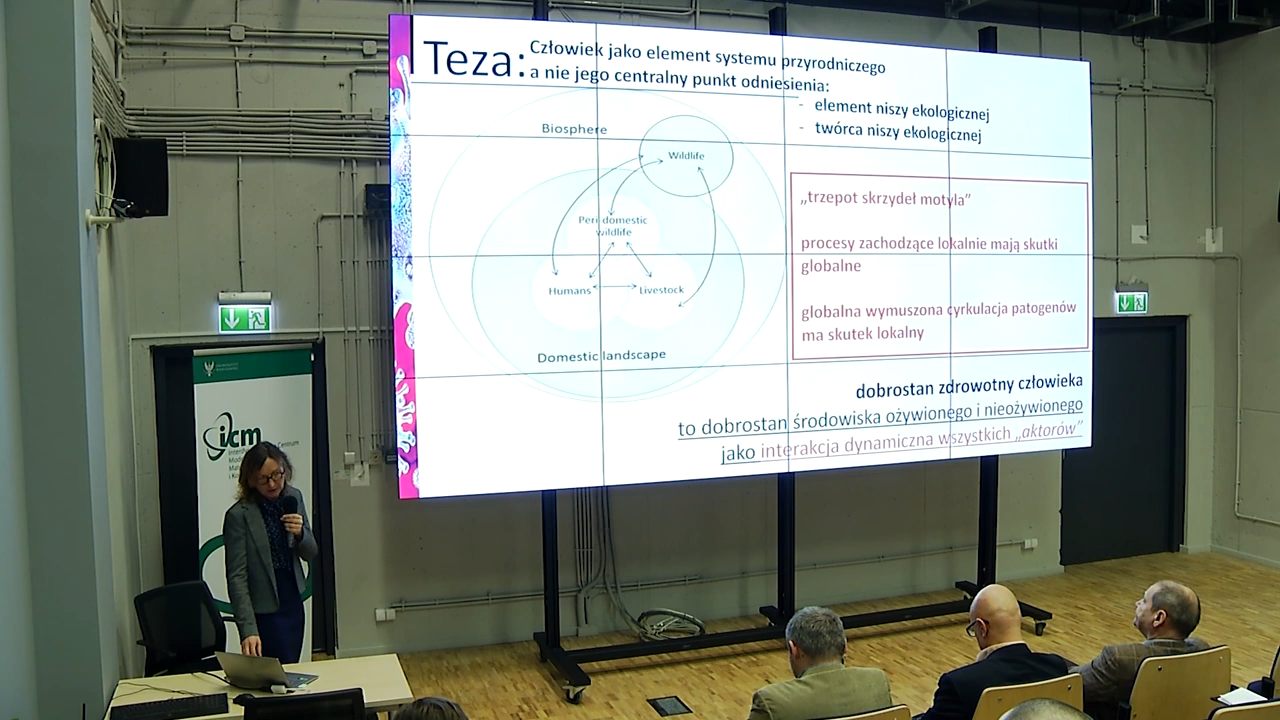 Teza:
Człowiek jako element systemu przyrodniczego
a nie jego centralny punkt odniesienia:
- element niszy ekologicznej
- twórca niszy ekologicznej
Biosphere
Wildlife
Peri domestic
wildlife
Humans
Livestock
Domestic landscape
„trzepot skrzydeł motyla”
procesy zachodzące lokalnie mają skutki
globalne
globalna wymuszona cyrkulacja patogenów
ma skutek lokalny
dobrostan zdrowotny człowieka
to dobrostan środowiska ożywionego i nieożywionego
jako interakcja dynamiczna wszystkich „aktorów”
icm